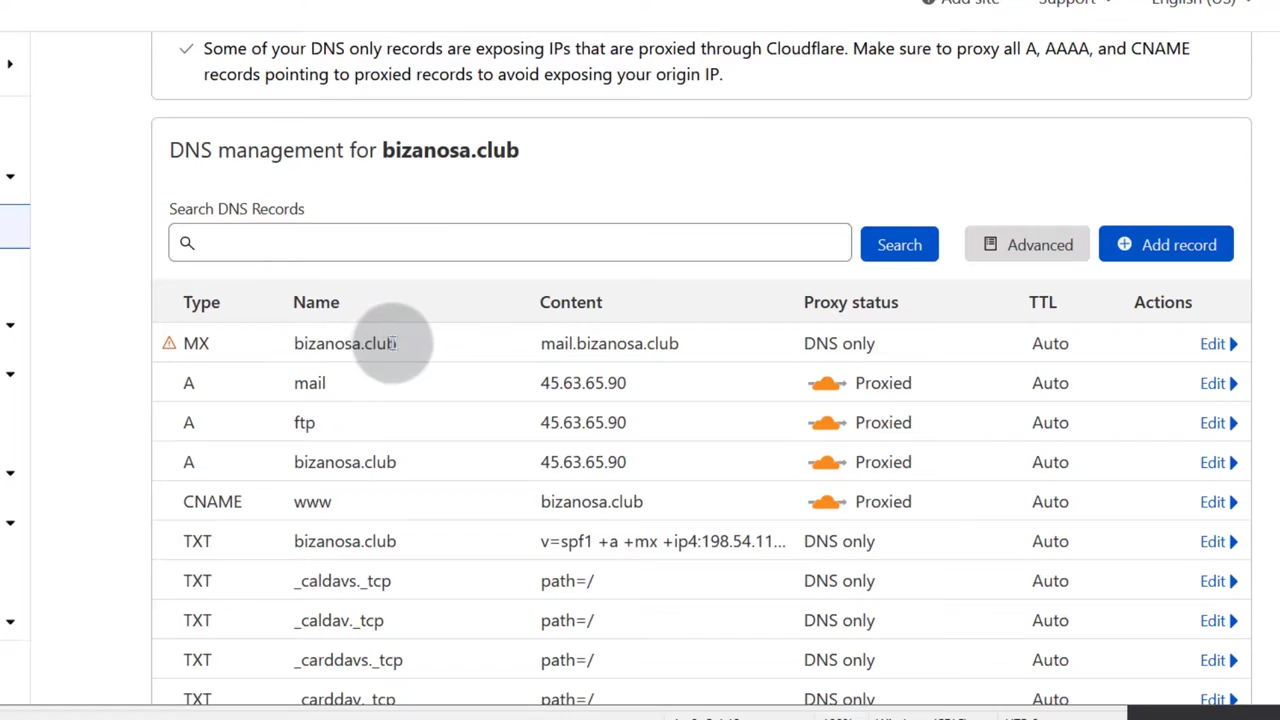 Add site Support English (US)
Some of your DNS only records are exposing IPs that are proxied through Cloudflare. Make sure to proxy all A, AAAA, and CNAME
records pointing to proxied records to avoid exposing your origin IP.
DNS management for bizanosa.club
Search DNS Records
Search Advanced Add record
Type Name Content Proxy status TTL Actions
MX bizanosa.club mail.bizanosa.club DNS only Auto Edit
A mail 45.63.65.90 Proxied Auto Edit
A ftp 45.63.65.90 Proxied Auto Edit
A bizanosa.club 45.63.65.90 Proxied Auto Edit
CNAME www bizanosa.club Proxied Auto Edit
TXT bizanosa.club v=spf1 +a +mx +ip4:198.54.11... DNS only Auto Edit
TXT _caldavs._tcp path=/ DNS only Auto Edit
TXT _caldav._tcp path=/ DNS only Auto Edit
TXT _carddavs._tcp path=/ DNS only Auto Edit
TXT _carddav._tcp path=/ DNS only Auto Edit